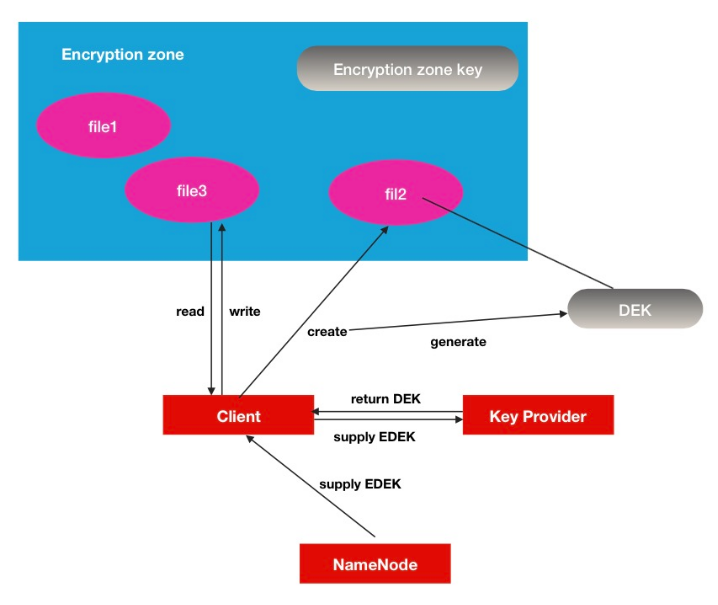 Encryption zone
Encryption zone key
file1
file3
fil2
read
write
create
generate
DEK
Client
return DEK
supply EDEK
Key Provider
supply EDEK
NameNode